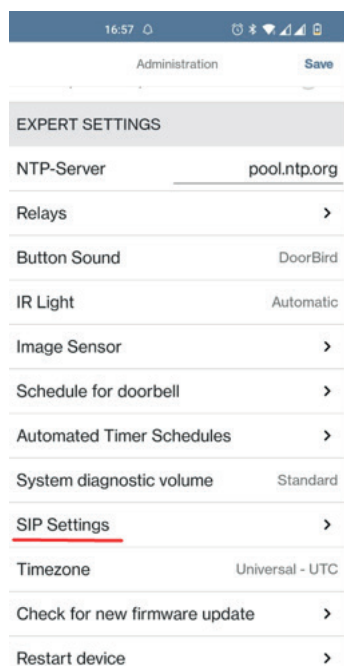 16:57
Administration Save
EXPERT SETTINGS
NTP-Server pool.ntp.org
Relays
Button Sound DoorBird
IR Light Automatic
Image Sensor
Schedule for doorbell
Automated Timer Schedules
System diagnostic volume Standard
SIP Settings
Timezone Universal - UTC
Check for new firmware update
Restart device